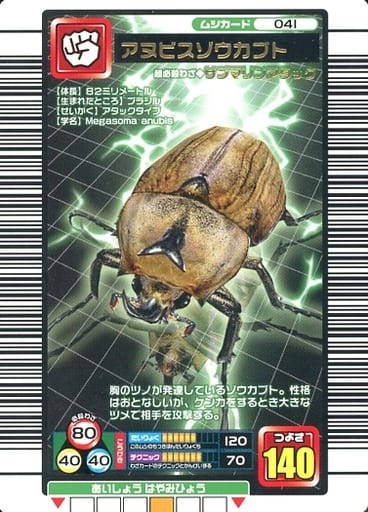 ムシカード 041
アヌビスゾウカブト
超必殺わざ◆サブマリンアタック
【体長】82ミリメートル
【生まれたところ】ブラジル
【せいかく】アタックタイプ
【学名】Megasoma anubis
胸のツノが発達しているゾウカブト。性格
はおとなしいが、ケンカをするとき大きな
ツメで相手を攻撃する。
必殺わざ
80
40 40
たいりょく 120
テクニック 70
つよさ
140
あいしょう はやみひょう